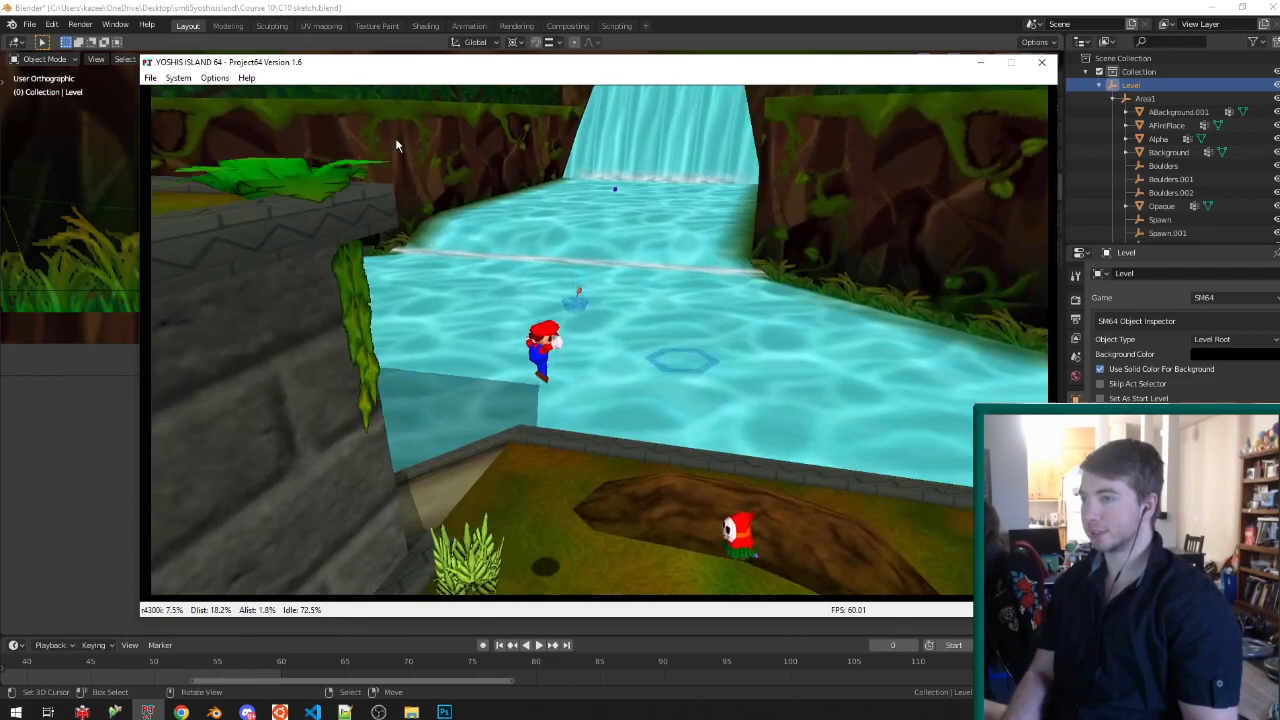 Blender* [C:\Users\kazee\OneDrive\Desktop\sm65yoshisisland\Course 10\C10 sketch.blend]
File Edit Render Window Help Layout Modeling Sculpting UV mapping Texture Paint Shading Animation Rendering Compositing Scripting + Scene View Layer
Global Options
Object Mode View Select
User Orthographic
(0) Collection | Level
YOSHIS ISLAND 64 - Project64 Version 1.6
File System Options Help
Scene Collection
Collection
Level
Area1
ABackground.001
AFirePlace
Alpha
Background
Boulders
Boulders.001
Boulders.002
Opaque
Spawn
Spawn.001
Level
Level
Game SM64
SM64 Object Inspector
Object Type Level Root
Background Color
Use Solid Color For Background
Skip Act Selector
Set As Start Level
r4300i: 7.5% Dlist: 18.2% Alist: 1.8% Idle: 72.5% FPS: 60.01
Playback Keying View Marker 0 Start
40 45 50 55 60 65 70 75 80 85 90 95 100 105 110
Set 3D Cursor Box Select Rotate View Select Move Collection | Level